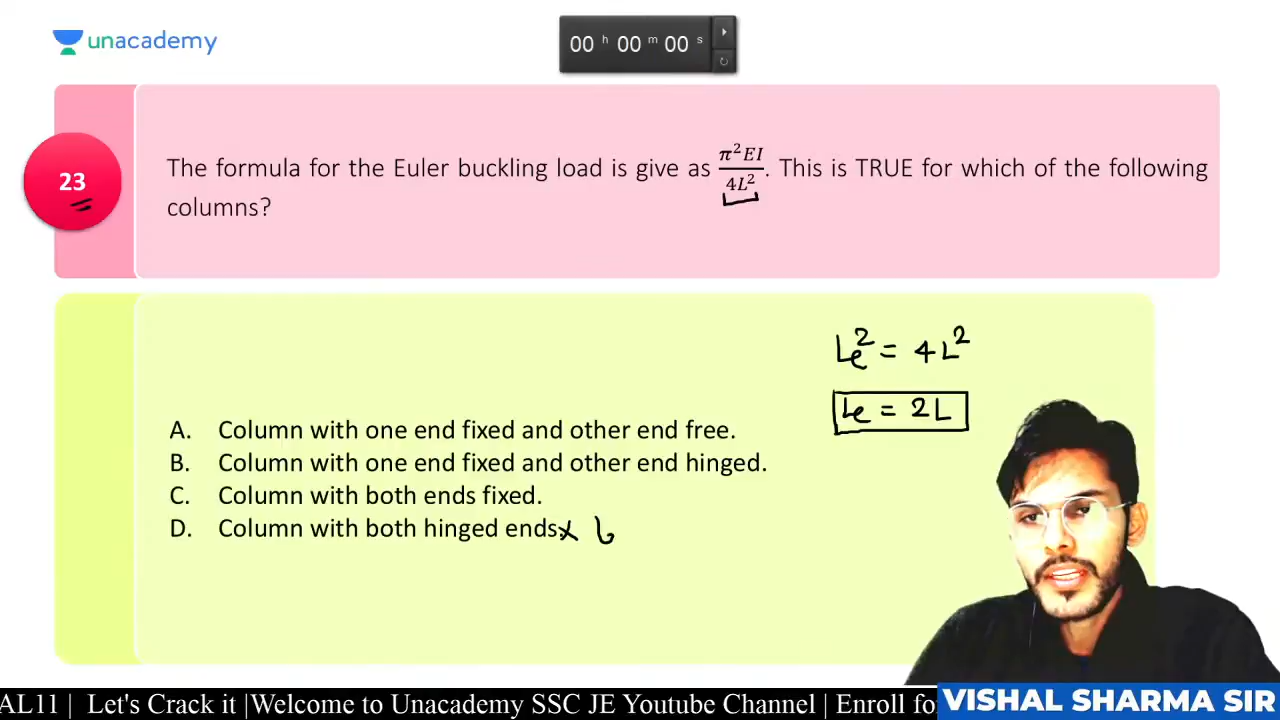 unacademy
00 h 00 m 00 s
23
The formula for the Euler buckling load is give as π²EI/4L². This is TRUE for which of the following
columns?
Le² = 4L²
Le = 2L
A. Column with one end fixed and other end free.
B. Column with one end fixed and other end hinged.
C. Column with both ends fixed.
D. Column with both hinged ends x
AL11 | Let's Crack it |Welcome to Unacademy SSC JE Youtube Channel | Enroll fo
VISHAL SHARMA SIR